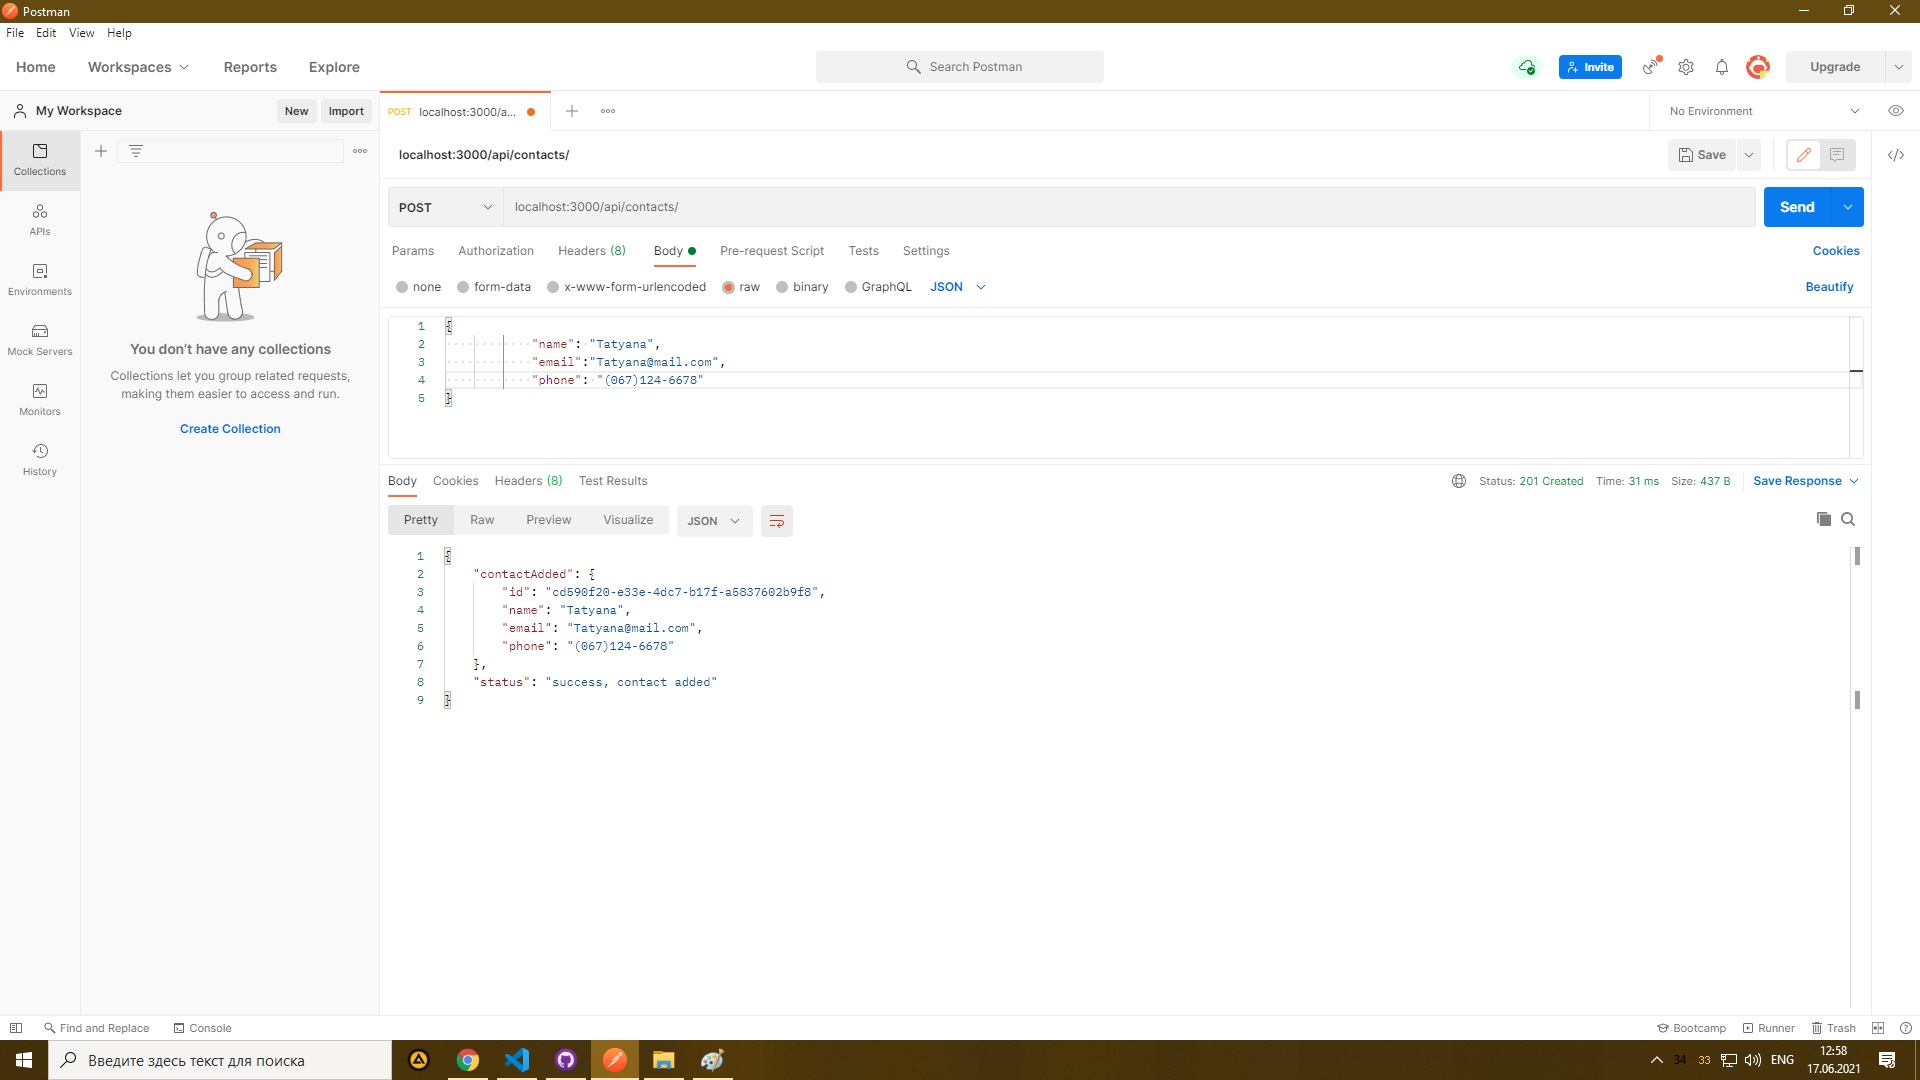 Postman
File Edit View Help
Home Workspaces Reports Explore Search Postman Invite Upgrade
My Workspace New Import POST localhost:3000/a... No Environment
Collections
APIs
Environments
Mock Servers
Monitors
History
You don't have any collections
Collections let you group related requests,
making them easier to access and run.
Create Collection
localhost:3000/api/contacts/ Save
POST localhost:3000/api/contacts/ Send
Params Authorization Headers (8) Body Pre-request Script Tests Settings Cookies
none form-data x-www-form-urlencoded raw binary GraphQL JSON Beautify
1 {
2 "name": "Tatyana",
3 "email":"Tatyana@mail.com",
4 "phone": "(067)124-6678"
5 }
Body Cookies Headers (8) Test Results Status: 201 Created Time: 31 ms Size: 437 B Save Response
Pretty Raw Preview Visualize JSON
1 {
2 "contactAdded": {
3 "id": "cd590f20-e33e-4dc7-b17f-a5837602b9f8",
4 "name": "Tatyana",
5 "email": "Tatyana@mail.com",
6 "phone": "(067)124-6678"
7 },
8 "status": "success, contact added"
9 }
Find and Replace Console Bootcamp Runner Trash
Введите здесь текст для поиска 34 33 ENG 12:58
17.06.2021